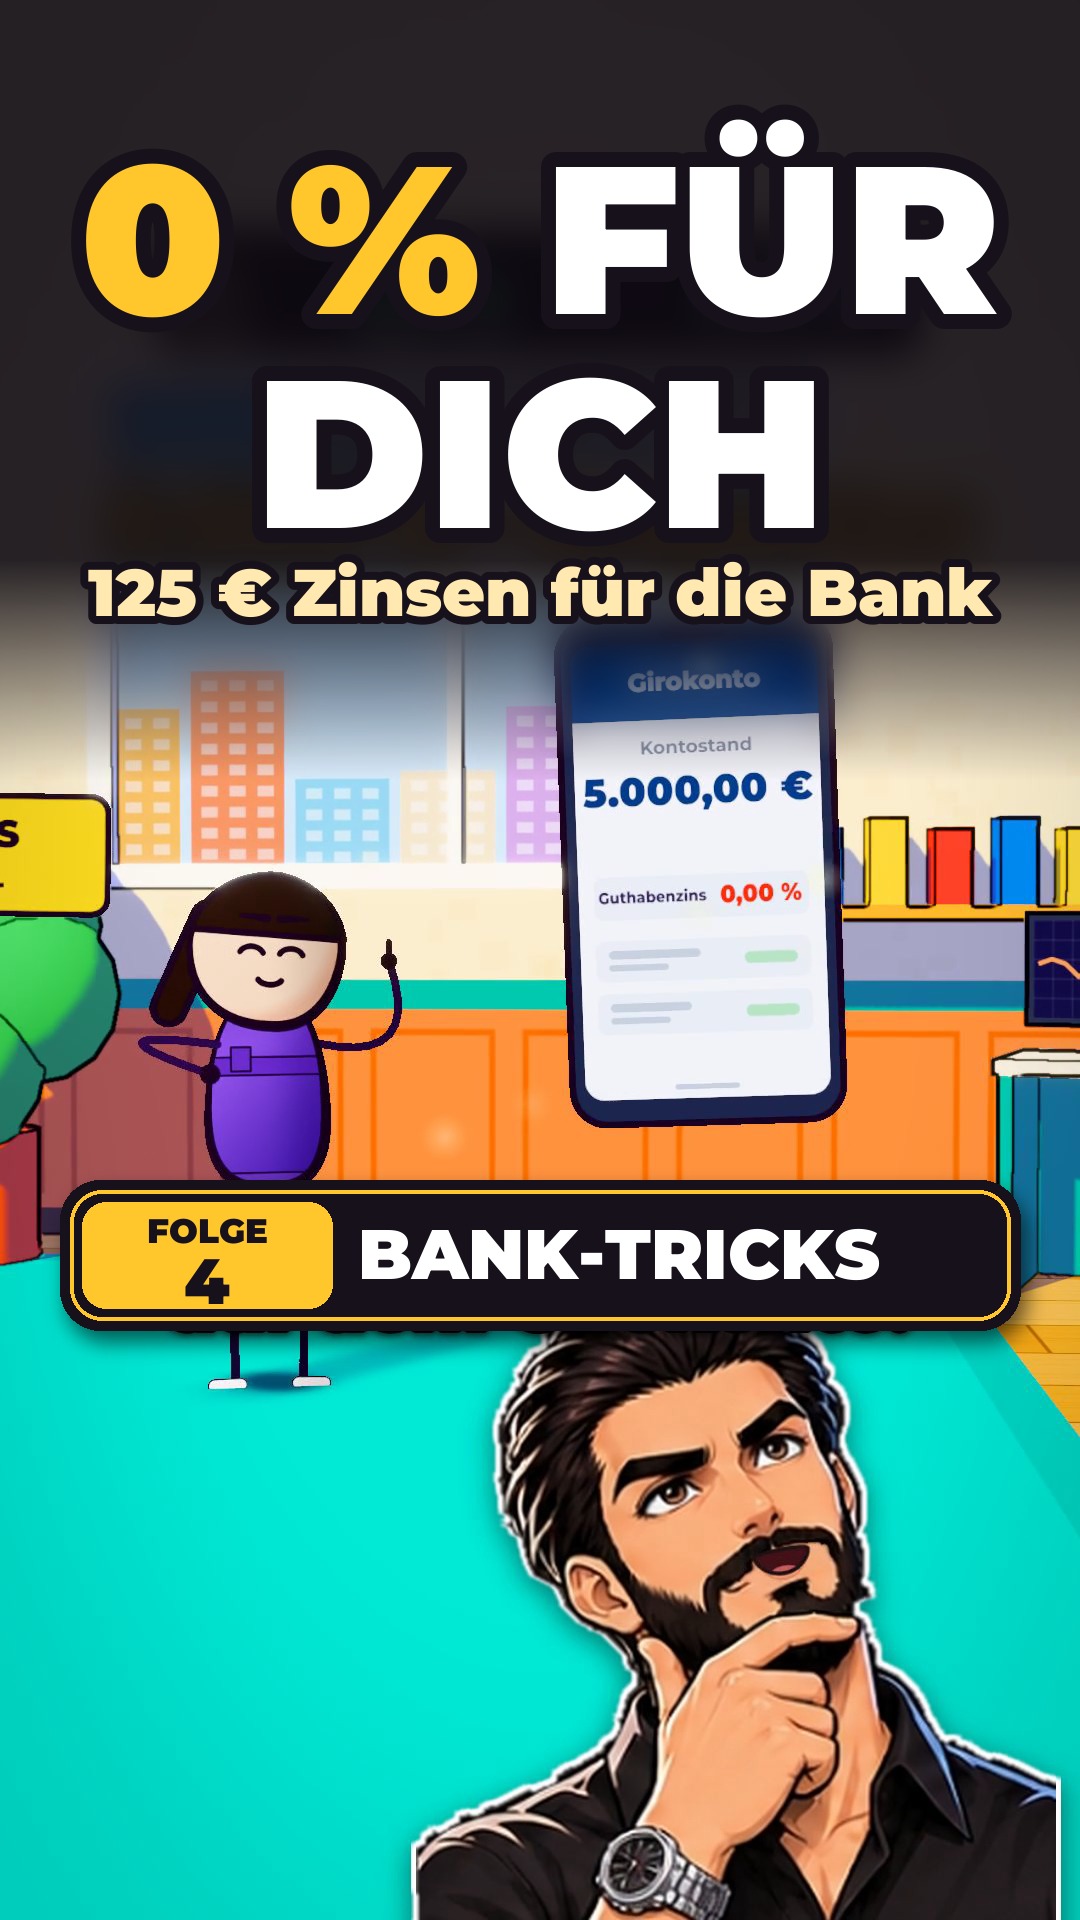 0 % FÜR
DICH
125 € Zinsen für die Bank
Girokonto
Kontostand
5.000,00 €
Guthabenzins 0,00 %
FOLGE
4
BANK-TRICKS